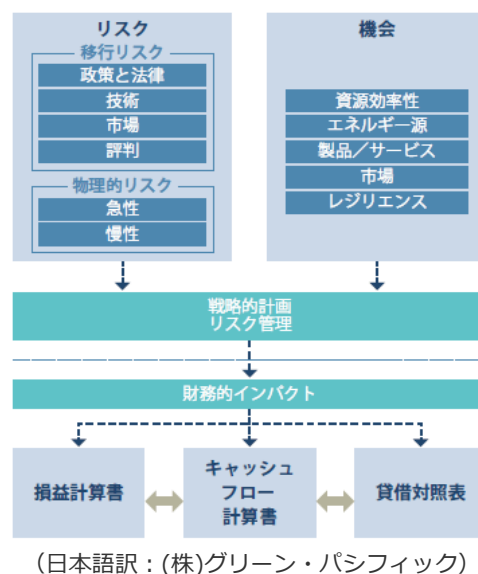 リスク
移行リスク
政策と法律
技術
市場
評判
物理的リスク
急性
慢性
機会
資源効率性
エネルギー源
製品／サービス
市場
レジリエンス
戦略的計画
リスク管理
財務的インパクト
損益計算書
キャッシュ
フロー
計算書
貸借対照表
（日本語訳：(株)グリーン・パシフィック）